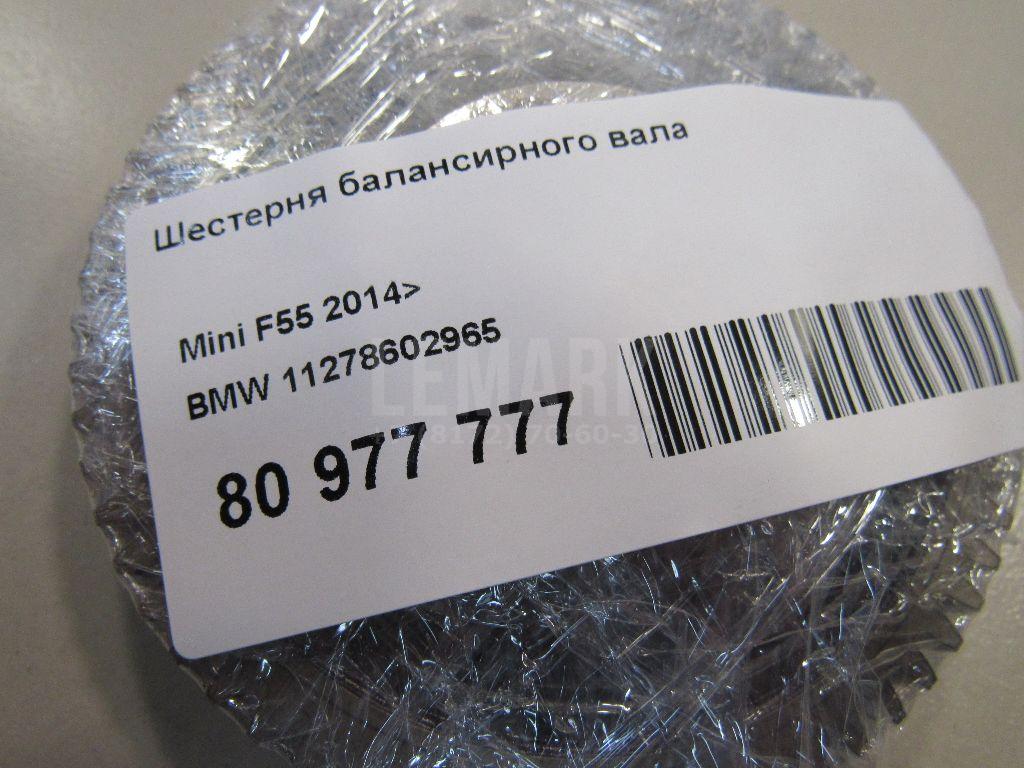 Шестерня балансирного вала
Mini F55 2014>
BMW 11278602965
80 977 777